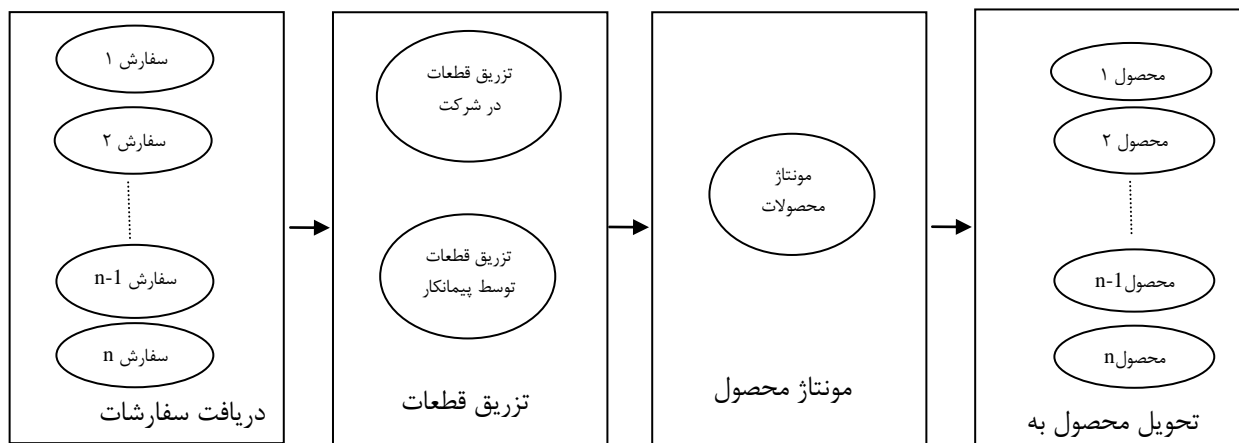 سفارش ۱
سفارش ۲
سفارش n-1
سفارش n
دریافت سفارشات
تزریق قطعات
در شرکت
تزریق قطعات
توسط پیمانکار
تزریق قطعات
مونتاژ
محصولات
مونتاژ محصول
محصول ۱
محصول ۲
محصول n-1
محصول n
تحویل محصول به